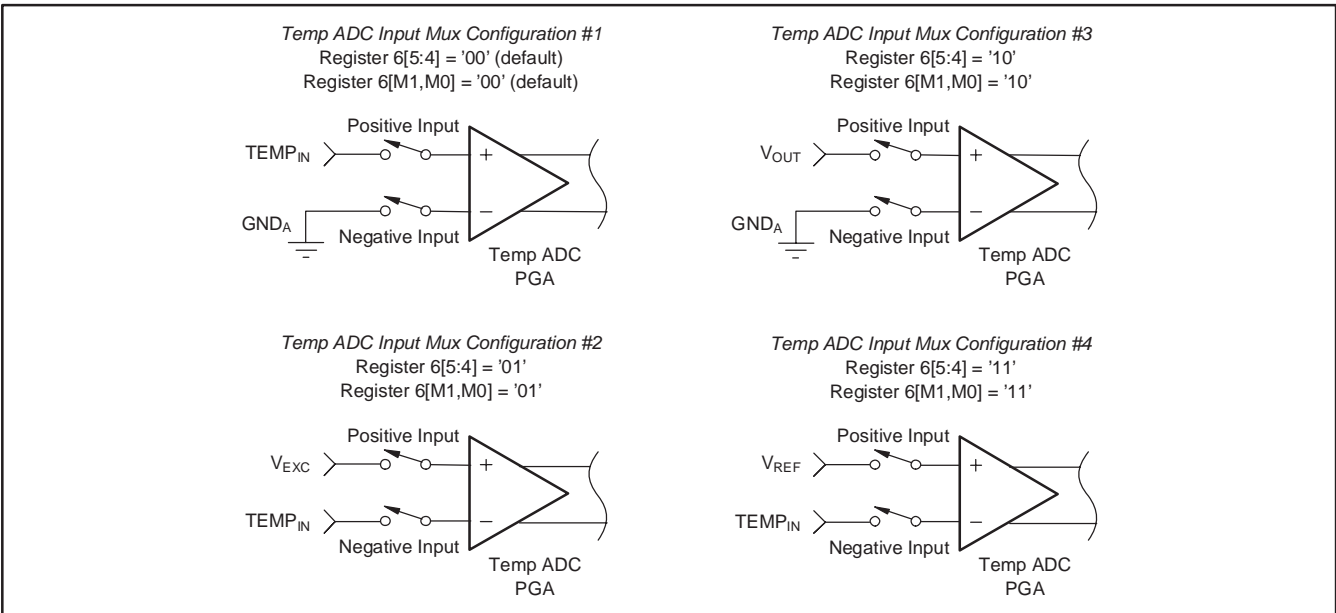 Temp ADC Input Mux Configuration #1
Register 6[5:4] = '00' (default)
Register 6[M1,M0] = '00' (default)
Positive Input
TEMPIN
+
GNDA
−
Negative Input
Temp ADC
PGA
Temp ADC Input Mux Configuration #3
Register 6[5:4] = '10'
Register 6[M1,M0] = '10'
Positive Input
VOUT
+
GNDA
−
Negative Input
Temp ADC
PGA
Temp ADC Input Mux Configuration #2
Register 6[5:4] = '01'
Register 6[M1,M0] = '01'
Positive Input
VEXC
+
TEMPIN
−
Negative Input
Temp ADC
PGA
Temp ADC Input Mux Configuration #4
Register 6[5:4] = '11'
Register 6[M1,M0] = '11'
Positive Input
VREF
+
TEMPIN
−
Negative Input
Temp ADC
PGA